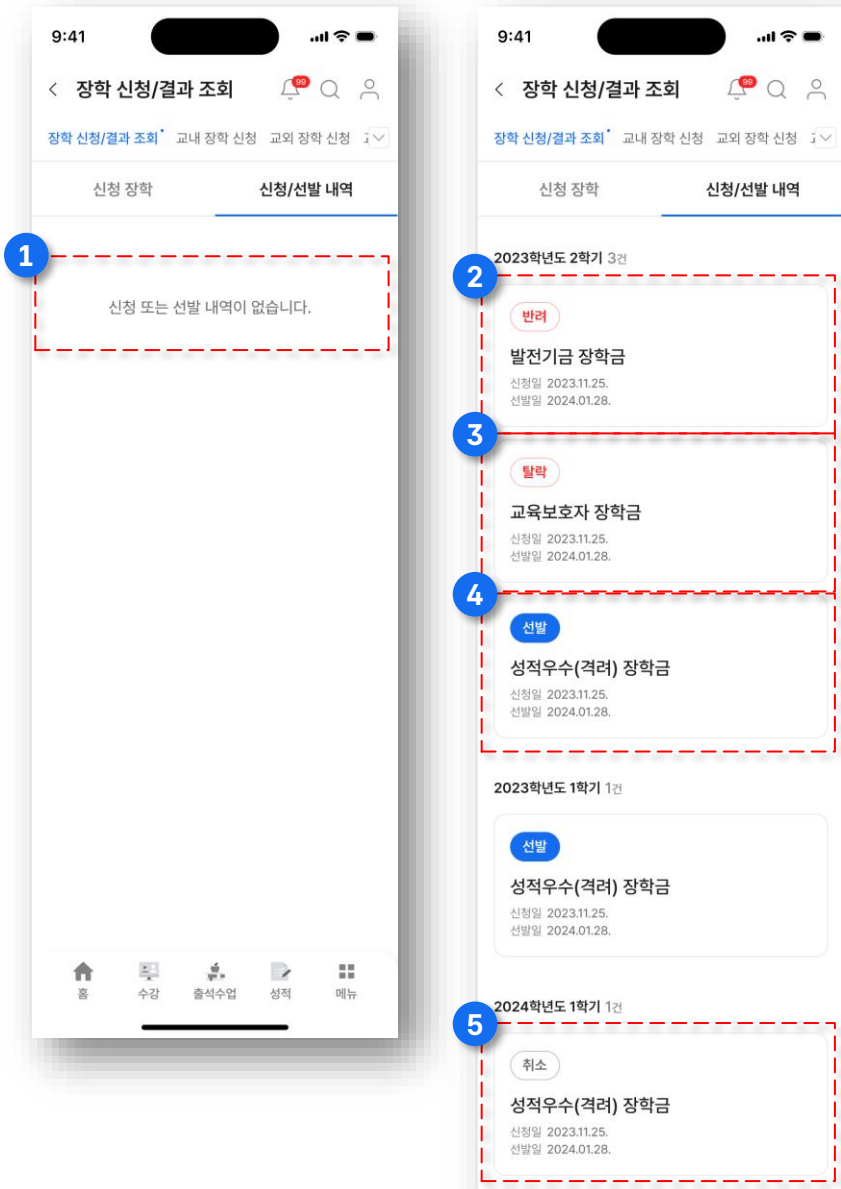 9:41
장학 신청/결과 조회
99
장학 신청/결과 조회 교내 장학 신청 교외 장학 신청
신청 장학
신청/선발 내역
1
신청 또는 선발 내역이 없습니다.
홈
수강
출석수업
성적
메뉴
9:41
장학 신청/결과 조회
99
장학 신청/결과 조회 교내 장학 신청 교외 장학 신청
신청 장학
신청/선발 내역
2023학년도 2학기 3건
2
반려
발전기금 장학금
신청일 2023.11.25.
선발일 2024.01.28.
3
탈락
교육보호자 장학금
신청일 2023.11.25.
선발일 2024.01.28.
4
선발
성적우수(격려) 장학금
신청일 2023.11.25.
선발일 2024.01.28.
2023학년도 1학기 1건
선발
성적우수(격려) 장학금
신청일 2023.11.25.
선발일 2024.01.28.
2024학년도 1학기 1건
5
취소
성적우수(격려) 장학금
신청일 2023.11.25.
선발일 2024.01.28.